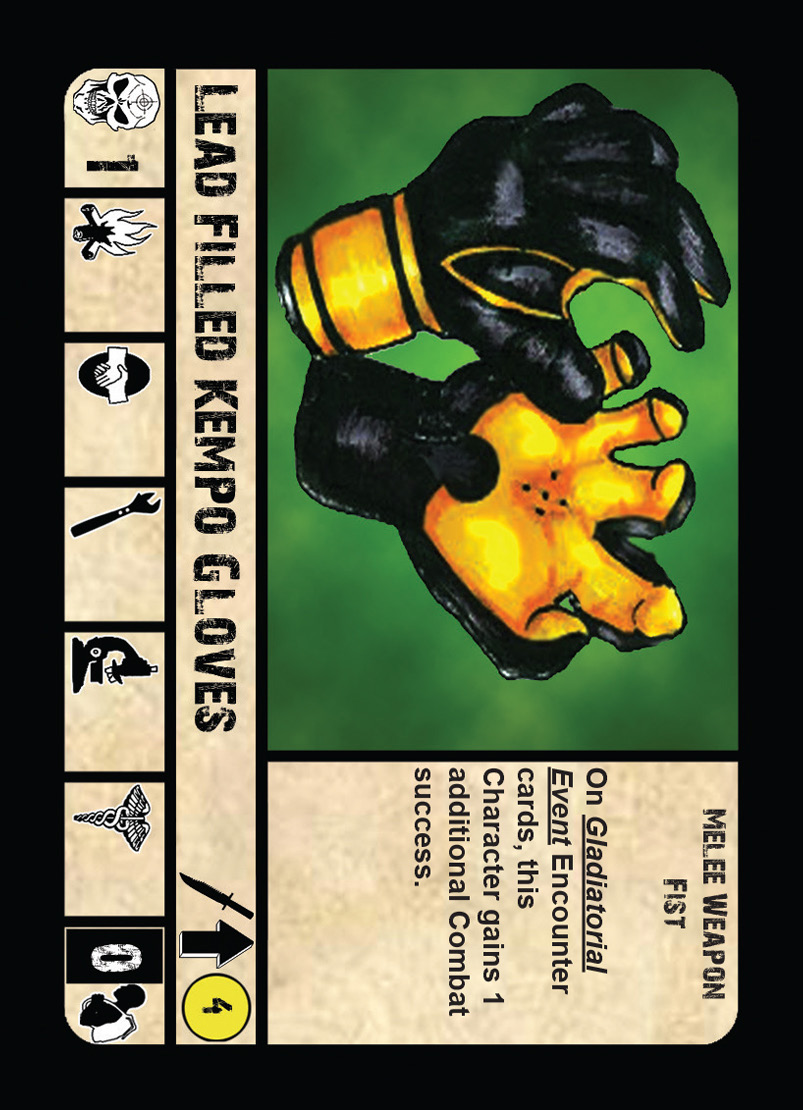 MELEE WEAPON
FIST
On Gladiatorial
Event Encounter
cards, this
Character gains 1
additional Combat
success.
LEAD FILLED KEMPO GLOVES
4
1
0